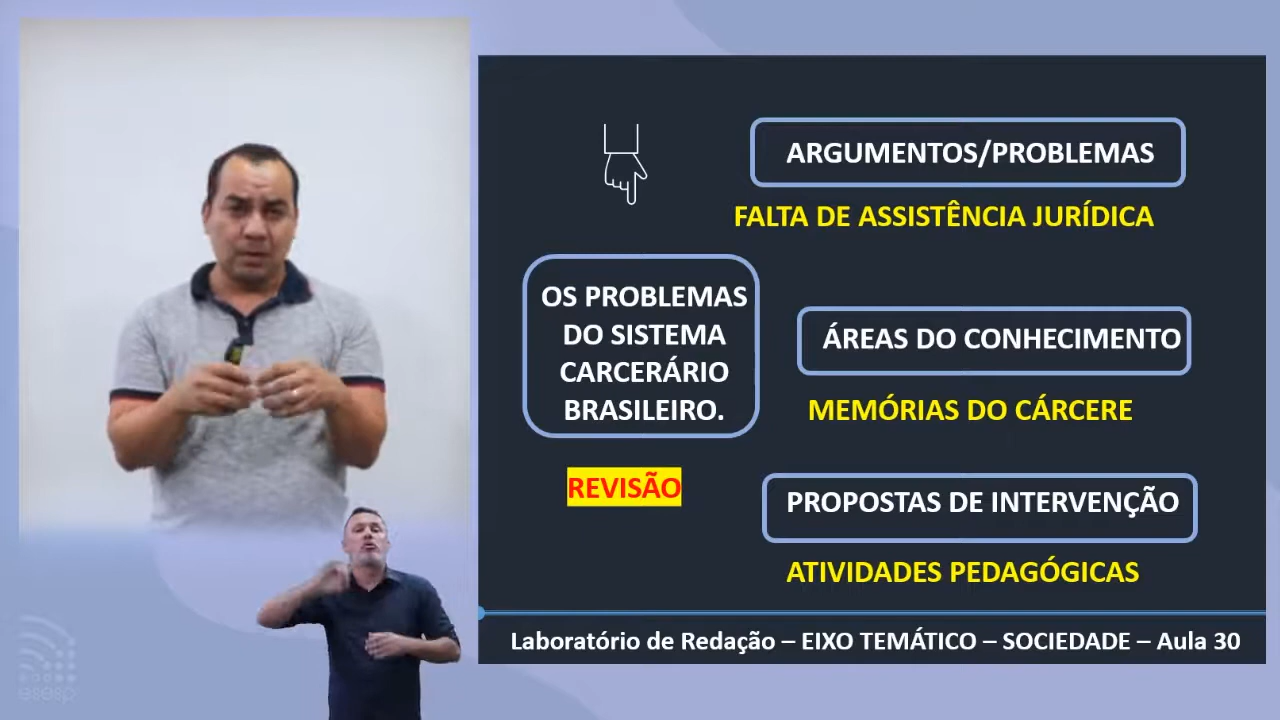 ARGUMENTOS/PROBLEMAS
FALTA DE ASSISTÊNCIA JURÍDICA
OS PROBLEMAS
DO SISTEMA
CARCERÁRIO
BRASILEIRO.
ÁREAS DO CONHECIMENTO
MEMÓRIAS DO CÁRCERE
REVISÃO
PROPOSTAS DE INTERVENÇÃO
ATIVIDADES PEDAGÓGICAS
Laboratório de Redação – EIXO TEMÁTICO – SOCIEDADE – Aula 30
esesp